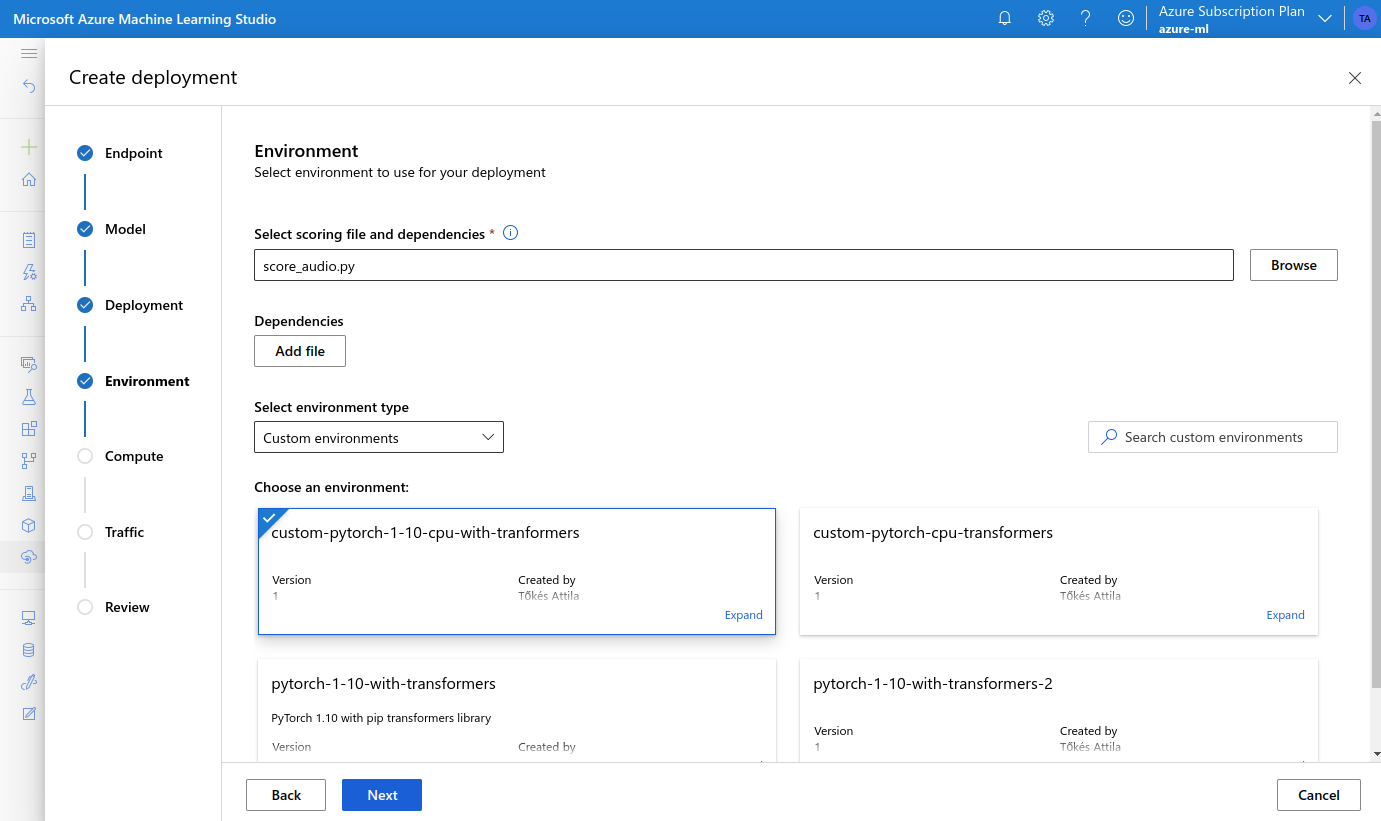 Microsoft Azure Machine Learning Studio
Azure Subscription Plan
azure-ml
TA
Create deployment
Endpoint
Model
Deployment
Environment
Compute
Traffic
Review
Environment
Select environment to use for your deployment
Select scoring file and dependencies *
score_audio.py
Browse
Dependencies
Add file
Select environment type
Custom environments
Search custom environments
Choose an environment:
custom-pytorch-1-10-cpu-with-tranformers
Version
1
Created by
Tőkés Attila
Expand
custom-pytorch-cpu-transformers
Version
1
Created by
Tőkés Attila
Expand
pytorch-1-10-with-transformers
PyTorch 1.10 with pip transformers library
Version
Created by
pytorch-1-10-with-transformers-2
Version
1
Created by
Tőkés Attila
Back
Next
Cancel